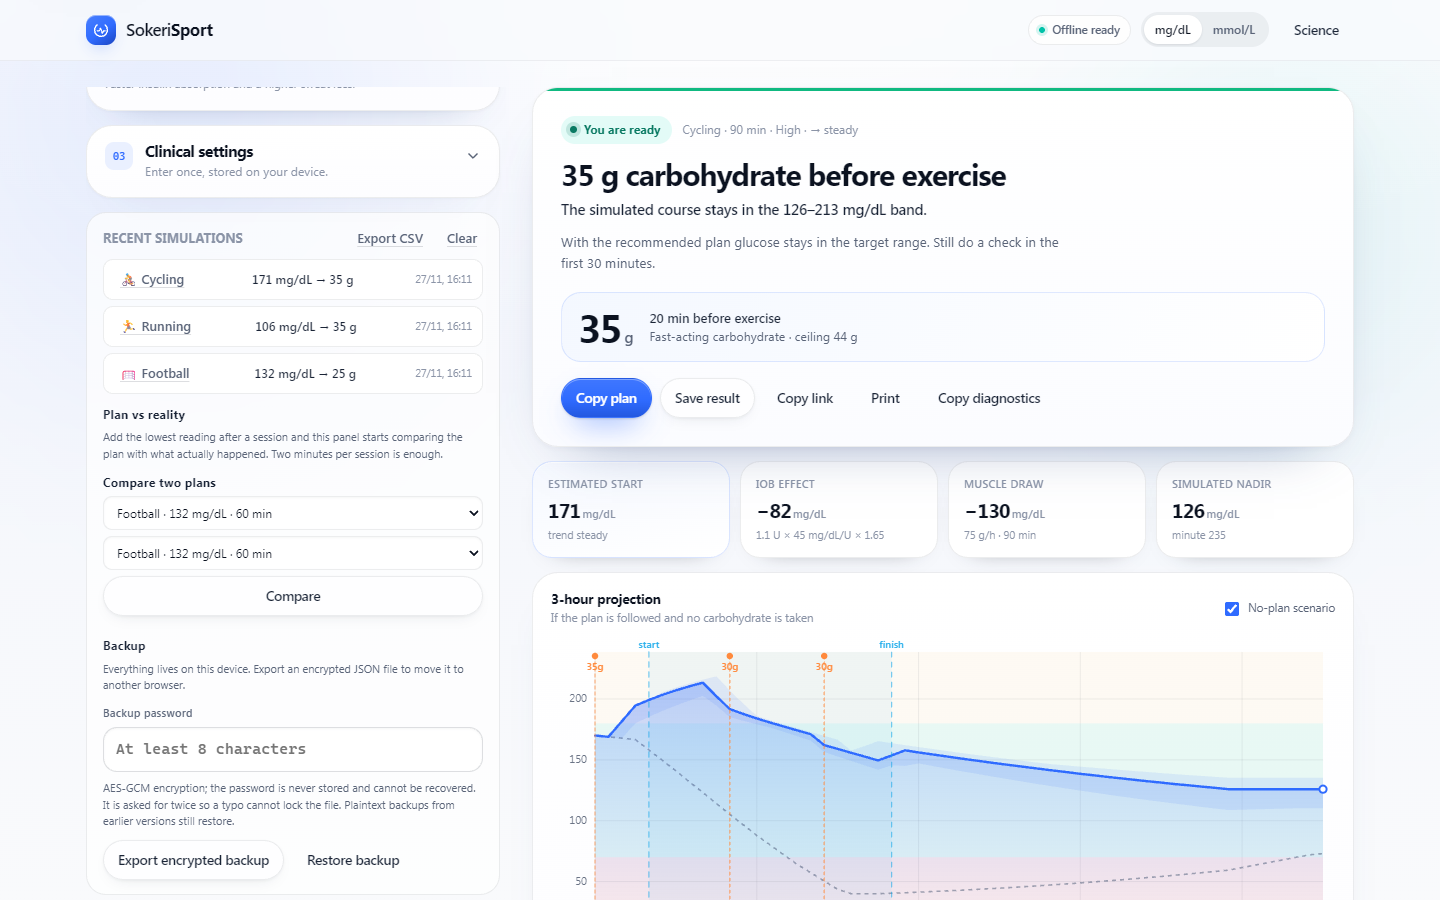 SokeriSport
Offline ready
mg/dL
mmol/L
Science
faster insulin absorption and a higher sweat loss.
03
Clinical settings
Enter once, stored on your device.
RECENT SIMULATIONS
Export CSV
Clear
Cycling
171 mg/dL → 35 g
27/11, 16:11
Running
106 mg/dL → 35 g
27/11, 16:11
Football
132 mg/dL → 25 g
27/11, 16:11
Plan vs reality
Add the lowest reading after a session and this panel starts comparing the
plan with what actually happened. Two minutes per session is enough.
Compare two plans
Football · 132 mg/dL · 60 min
Football · 132 mg/dL · 60 min
Compare
Backup
Everything lives on this device. Export an encrypted JSON file to move it to
another browser.
Backup password
At least 8 characters
AES-GCM encryption; the password is never stored and cannot be recovered.
It is asked for twice so a typo cannot lock the file. Plaintext backups from
earlier versions still restore.
Export encrypted backup
Restore backup
You are ready
Cycling · 90 min · High · → steady
35 g carbohydrate before exercise
The simulated course stays in the 126–213 mg/dL band.
With the recommended plan glucose stays in the target range. Still do a check in the
first 30 minutes.
35 g
20 min before exercise
Fast-acting carbohydrate · ceiling 44 g
Copy plan
Save result
Copy link
Print
Copy diagnostics
ESTIMATED START
171 mg/dL
trend steady
IOB EFFECT
−82 mg/dL
1.1 U × 45 mg/dL/U × 1.65
MUSCLE DRAW
−130 mg/dL
75 g/h · 90 min
SIMULATED NADIR
126 mg/dL
minute 235
3-hour projection
If the plan is followed and no carbohydrate is taken
No-plan scenario
start
finish
35g
30g
30g
200
150
100
50